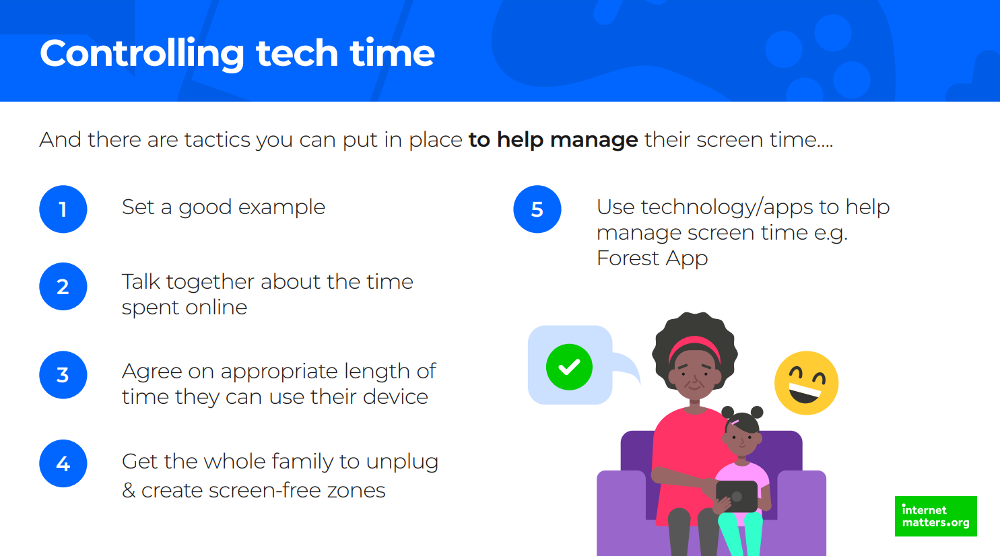 Controlling tech time
And there are tactics you can put in place to help manage their screen time....
1
Set a good example
2
Talk together about the time
spent online
3
Agree on appropriate length of
time they can use their device
4
Get the whole family to unplug
& create screen-free zones
5
Use technology/apps to help
manage screen time e.g.
Forest App
internet
matters.org